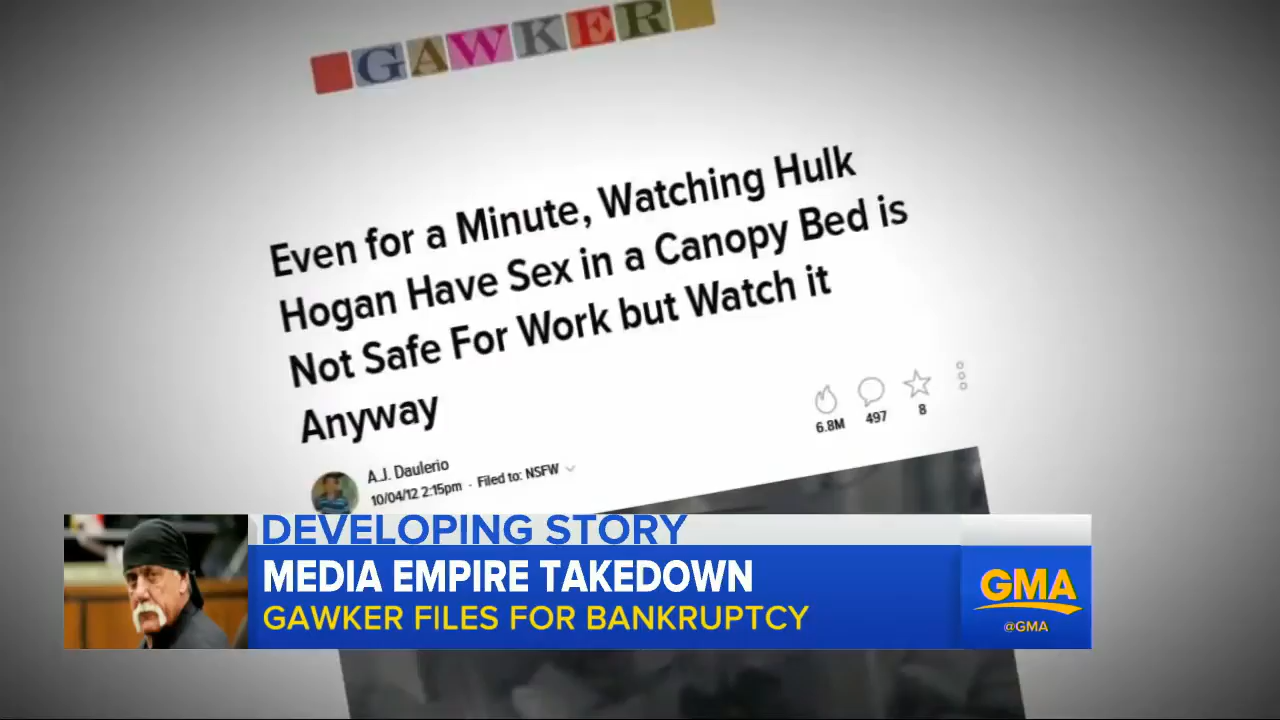 GAWKER
Even for a Minute, Watching Hulk
Hogan Have Sex in a Canopy Bed is
Not Safe For Work but Watch it
Anyway
6.8M 497 8
A.J. Daulerio
10/04/12 2:15pm · Filed to: NSFW
DEVELOPING STORY
MEDIA EMPIRE TAKEDOWN
GAWKER FILES FOR BANKRUPTCY
GMA
@GMA